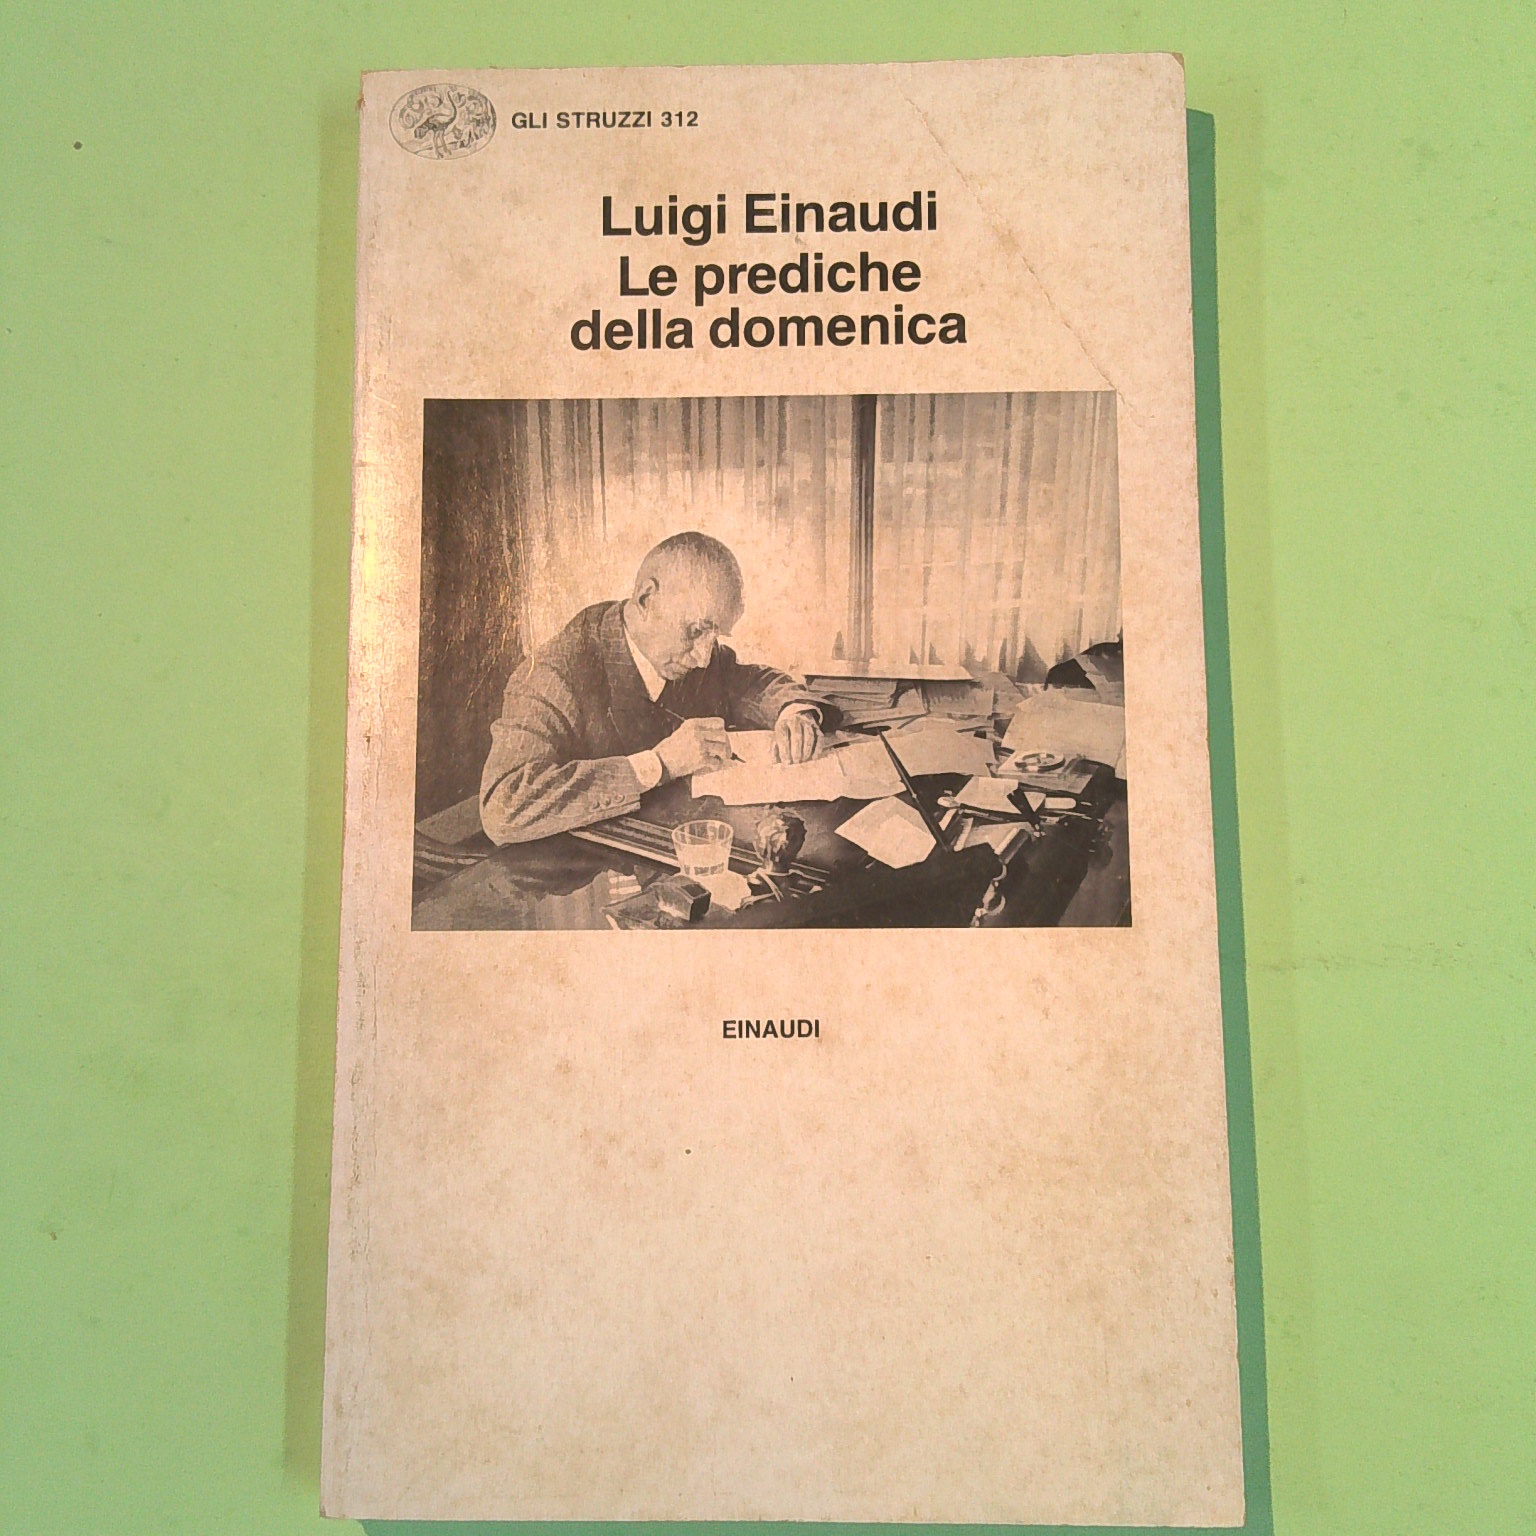 GLI STRUZZI 312
Luigi Einaudi
Le prediche
della domenica
EINAUDI